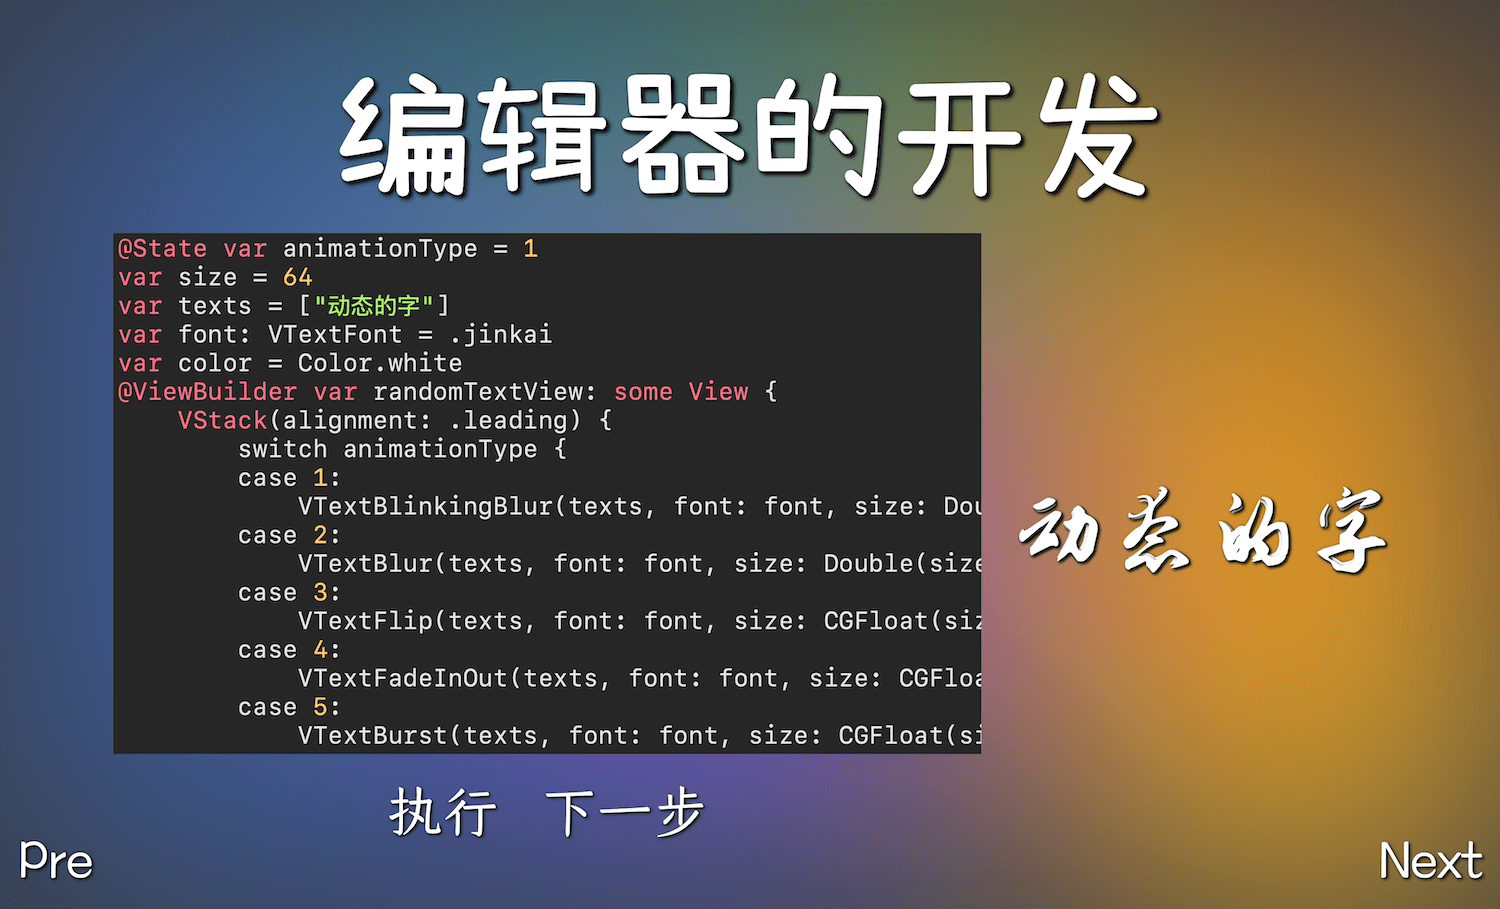 编辑器的开发
@State var animationType = 1
var size = 64
var texts = ["动态的字"]
var font: VTextFont = .jinkai
var color = Color.white
@ViewBuilder var randomTextView: some View {
VStack(alignment: .leading) {
switch animationType {
case 1:
VTextBlinkingBlur(texts, font: font, size: Dou
case 2:
VTextBlur(texts, font: font, size: Double(size
case 3:
VTextFlip(texts, font: font, size: CGFloat(siz
case 4:
VTextFadeInOut(texts, font: font, size: CGFloa
case 5:
VTextBurst(texts, font: font, size: CGFloat(si
动态的字
执行 下一步
Pre
Next